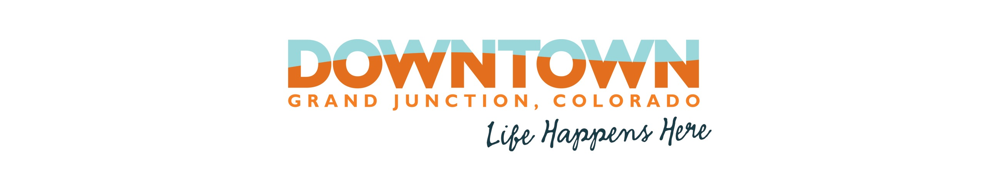 DOWNTOWN
GRAND JUNCTION, COLORADO
Life Happens Here